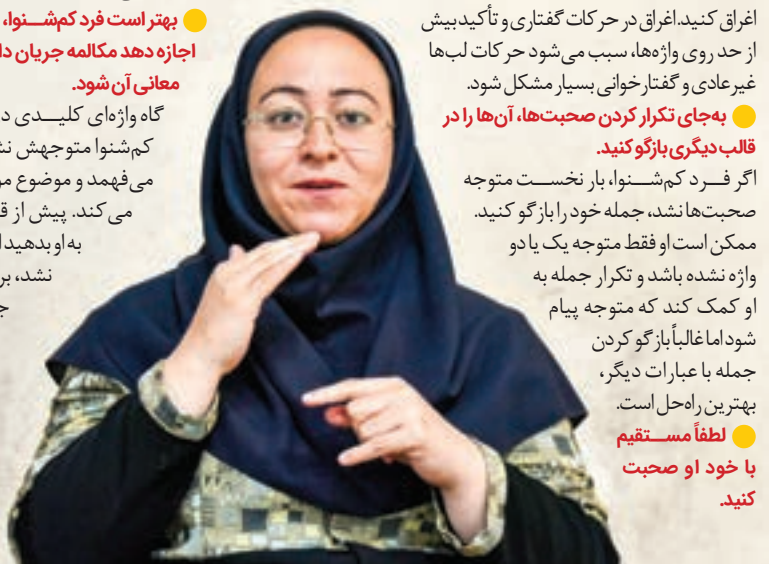 اغراق کنید. اغراق در حرکات گفتاری و تأکید بیش
از حد روی واژه‌ها، سبب می‌شود حرکات لب‌ها
غیرعادی و گفتارخوانی بسیار مشکل شود.
به‌جای تکرار کردن صحبت‌ها، آن‌ها را در
قالب دیگری بازگو کنید.
اگر فرد کم‌شنوا، بار نخست متوجه
صحبت‌ها نشد، جمله خود را بازگو کنید.
ممکن است او فقط متوجه یک یا دو
واژه نشده باشد و تکرار جمله به
او کمک کند که متوجه پیام
شود اما غالباً بازگو کردن
جمله با عبارات دیگر،
بهترین راه‌حل است.
لطفاً مستقیم
با خود او صحبت
کنید.
بهتر است فرد کم‌شنوا،
اجازه دهد مکالمه جریان
معانی آن شود.
گاه واژه‌ای کلیدی
کم‌شنوا متوجهش
می‌فهمد و موضوع
می‌کند. پیش از
به او بدهید
نشد،